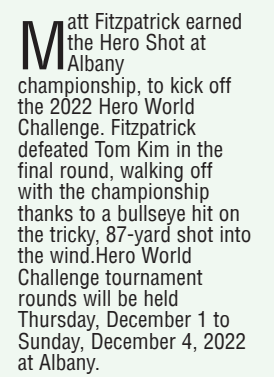 Matt Fitzpatrick earned
the Hero Shot at
Albany
championship, to kick off
the 2022 Hero World
Challenge. Fitzpatrick
defeated Tom Kim in the
final round, walking off
with the championship
thanks to a bullseye hit on
the tricky, 87-yard shot into
the wind.Hero World
Challenge tournament
rounds will be held
Thursday, December 1 to
Sunday, December 4, 2022
at Albany.